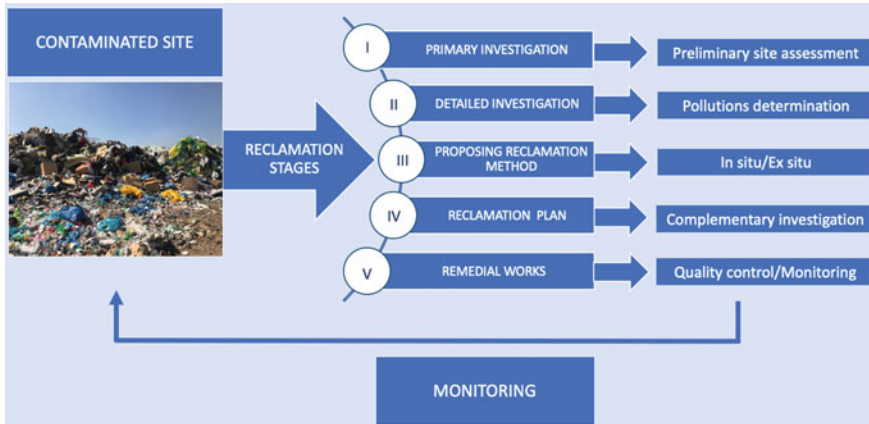 CONTAMINATED SITE
RECLAMATION
STAGES
I
PRIMARY INVESTIGATION
Preliminary site assessment
II
DETAILED INVESTIGATION
Pollutions determination
III
PROPOSING RECLAMATION
METHOD
In situ/Ex situ
IV
RECLAMATION PLAN
Complementary investigation
V
REMEDIAL WORKS
Quality control/Monitoring
MONITORING